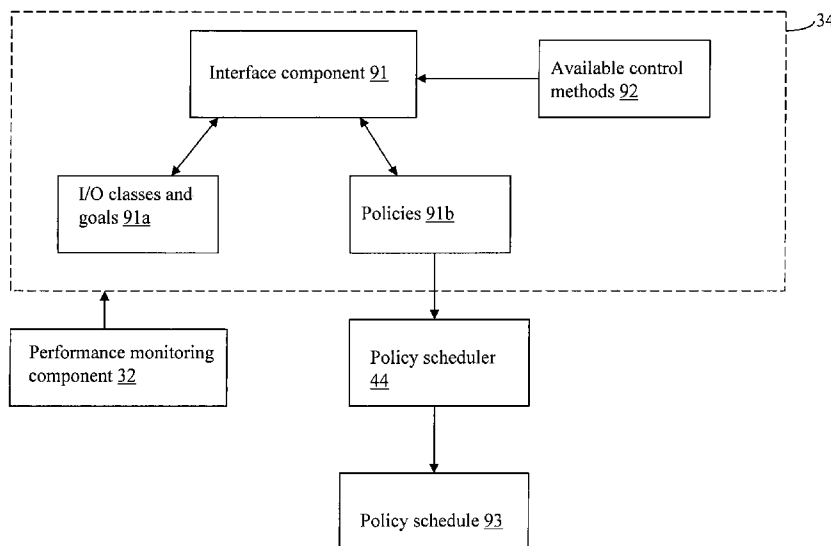 34
Interface component 91
Available control
methods 92
I/O classes and
goals 91a
Policies 91b
Performance monitoring
component 32
Policy scheduler
44
Policy schedule 93